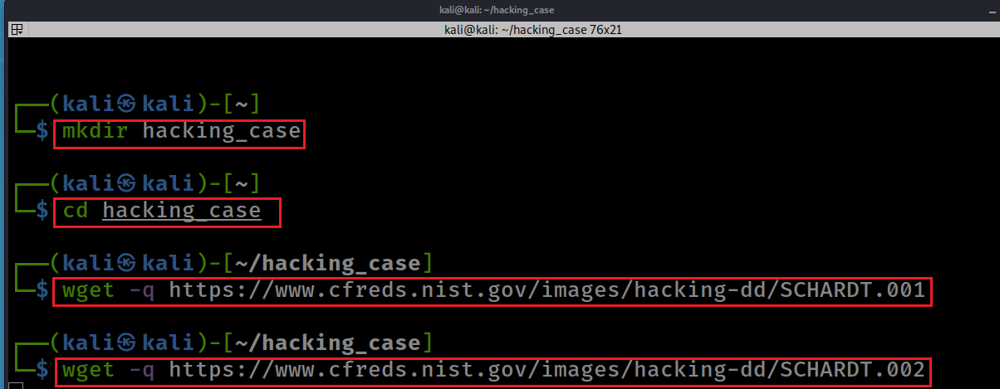 kali@kali: ~/hacking_case
kali@kali: ~/hacking_case 76x21
(kali㉿kali)-[~]
$ mkdir hacking_case
(kali㉿kali)-[~]
$ cd hacking_case
(kali㉿kali)-[~/hacking_case]
$ wget -q https://www.cfreds.nist.gov/images/hacking-dd/SCHARDT.001
(kali㉿kali)-[~/hacking_case]
$ wget -q https://www.cfreds.nist.gov/images/hacking-dd/SCHARDT.002